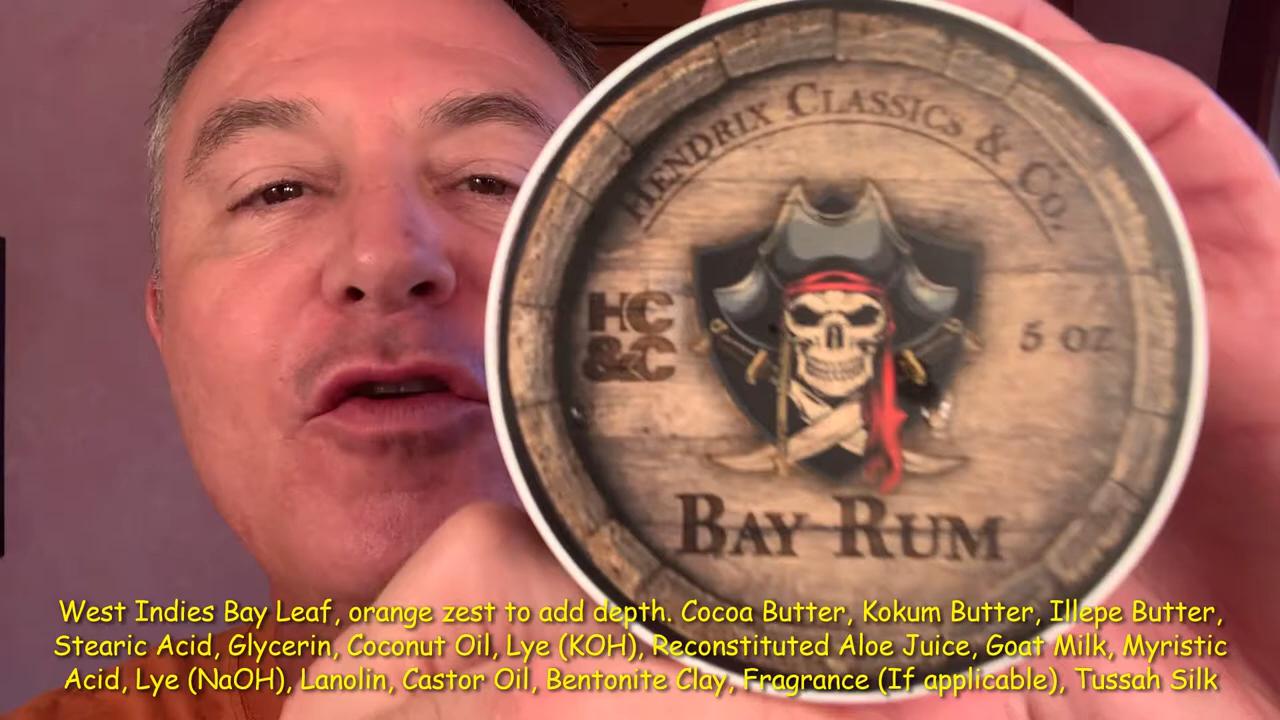 HENDRIX CLASSICS & CO.
HC
&C
5 OZ
BAY RUM
West Indies Bay Leaf, orange zest to add depth. Cocoa Butter, Kokum Butter, Illepe Butter,
Stearic Acid, Glycerin, Coconut Oil, Lye (KOH), Reconstituted Aloe Juice, Goat Milk, Myristic
Acid, Lye (NaOH), Lanolin, Castor Oil, Bentonite Clay, Fragrance (If applicable), Tussah Silk